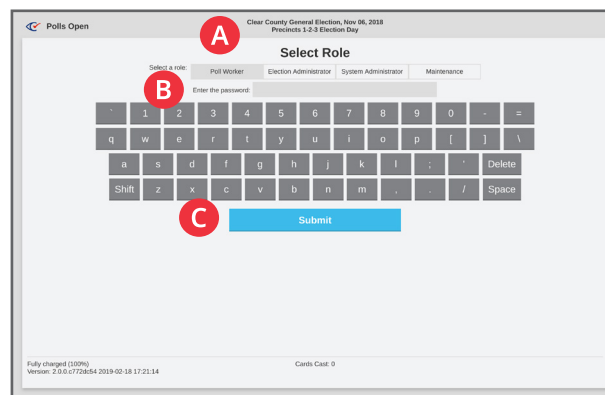 Polls Open
Clear County General Election, Nov 06, 2018
Precincts 1-2-3 Election Day
A
Select Role
Select a role: Poll Worker Election Administrator System Administrator Maintenance
B
Enter the password:
` 1 2 3 4 5 6 7 8 9 0 - =
q w e r t y u i o p [ ] \
a s d f g h j k l ; ' Delete
Shift z x c v b n m , . / Space
C
Submit
Fully charged (100%)
Cards Cast: 0
Version: 2.0.0.c772dc54 2019-02-18 17:21:14